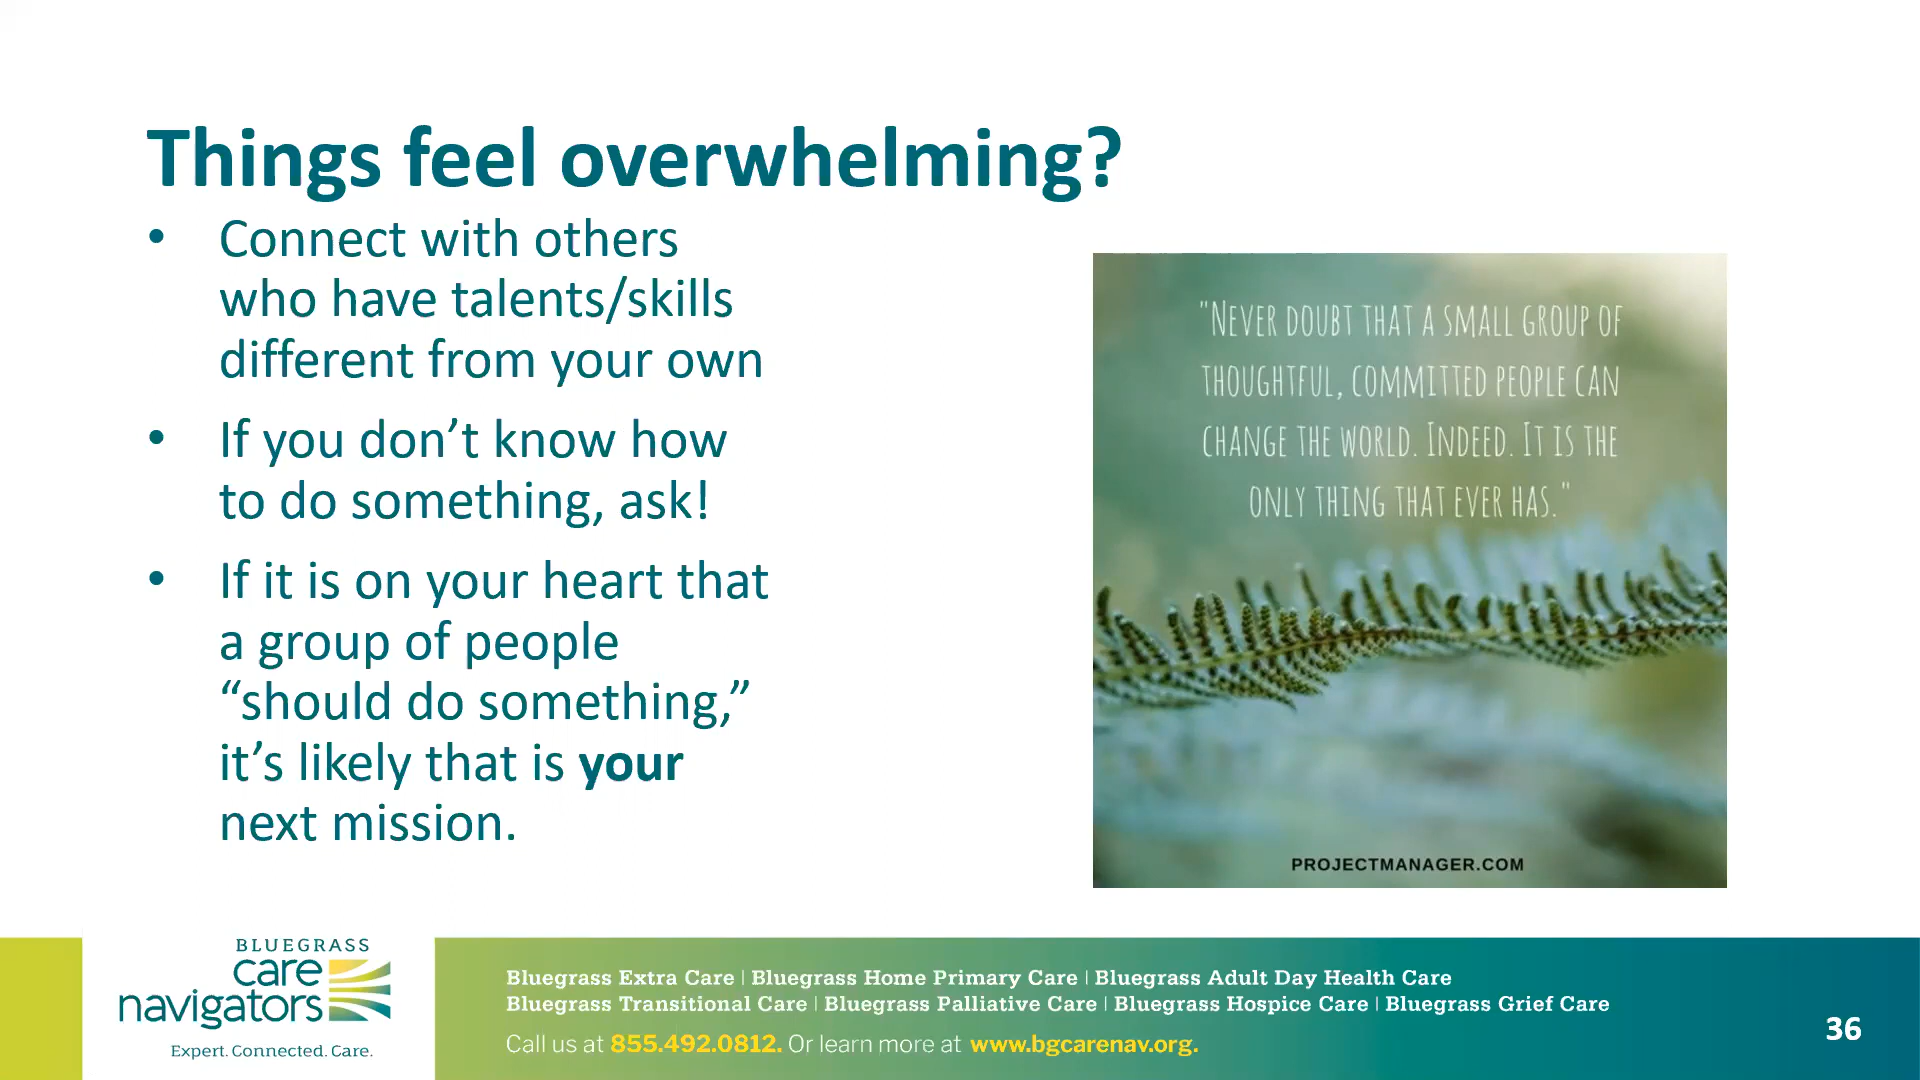 Things feel overwhelming?
• Connect with others
who have talents/skills
different from your own
• If you don’t know how
to do something, ask!
• If it is on your heart that
a group of people
“should do something,”
it’s likely that is your
next mission.
"NEVER DOUBT THAT A SMALL GROUP OF
THOUGHTFUL, COMMITTED PEOPLE CAN
CHANGE THE WORLD. INDEED. IT IS THE
ONLY THING THAT EVER HAS."
PROJECTMANAGER.COM
BLUEGRASS
care
navigators
Expert. Connected. Care.
Bluegrass Extra Care | Bluegrass Home Primary Care | Bluegrass Adult Day Health Care
Bluegrass Transitional Care | Bluegrass Palliative Care | Bluegrass Hospice Care | Bluegrass Grief Care
Call us at 855.492.0812. Or learn more at www.bgcarenav.org.
36